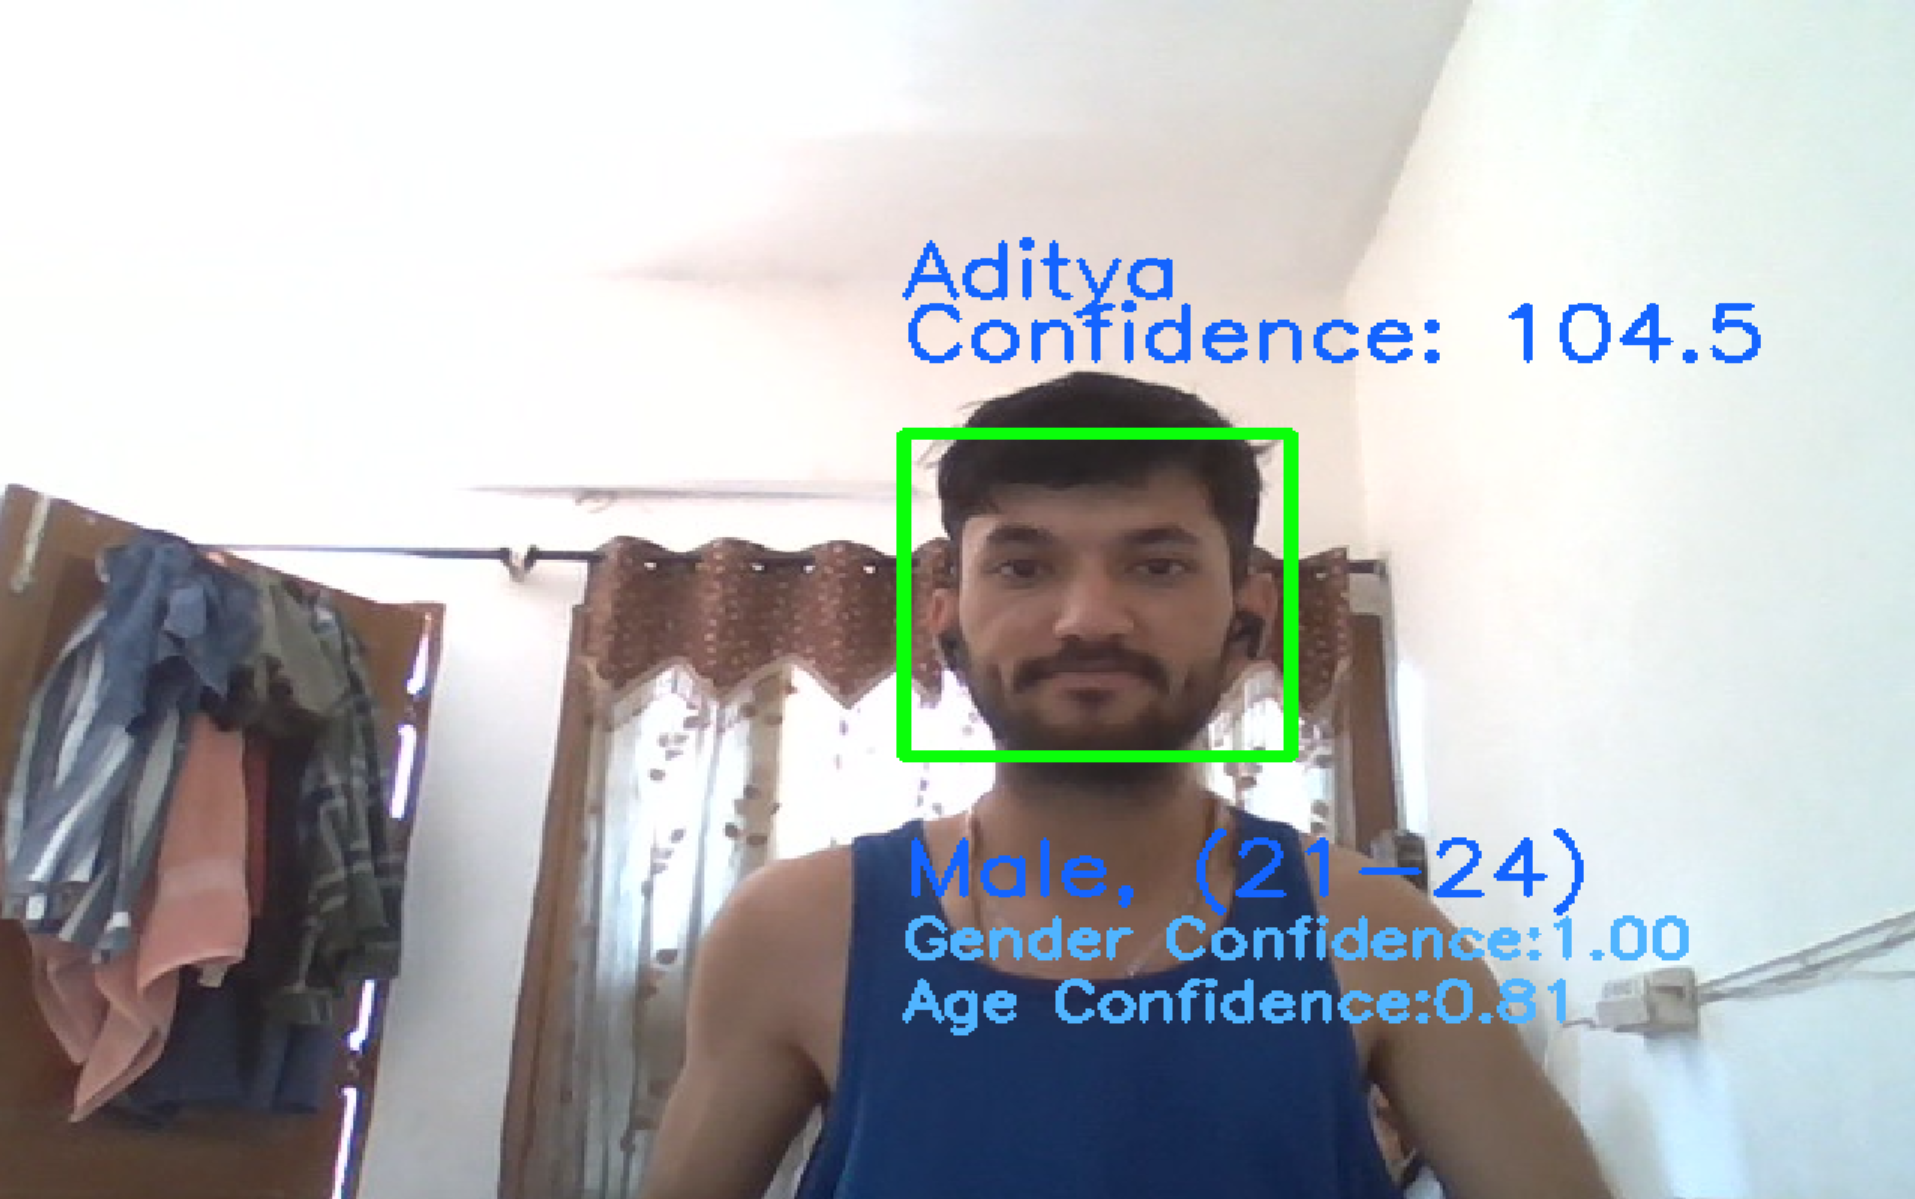 Aditya
Confidence: 104.5
Male, (21-24)
Gender Confidence:1.00
Age Confidence:0.81